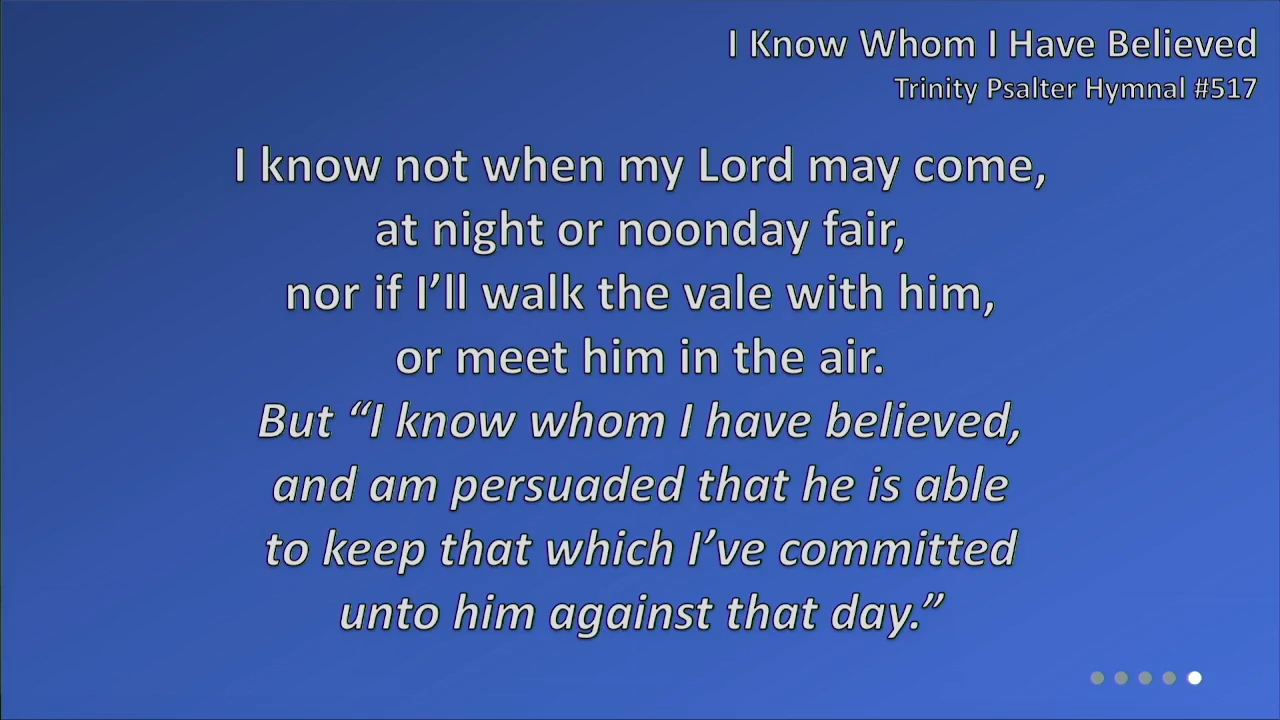 I Know Whom I Have Believed
Trinity Psalter Hymnal #517
I know not when my Lord may come,
at night or noonday fair,
nor if I’ll walk the vale with him,
or meet him in the air.
But “I know whom I have believed,
and am persuaded that he is able
to keep that which I’ve committed
unto him against that day.”